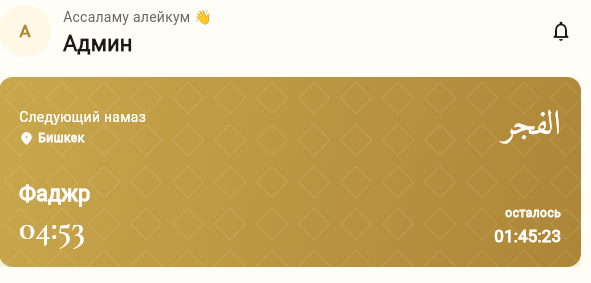 A
Ассаламу алейкум 👋
Админ
Следующий намаз
الفجر
Бишкек
Фаджр
04:53
осталось
01:45:23